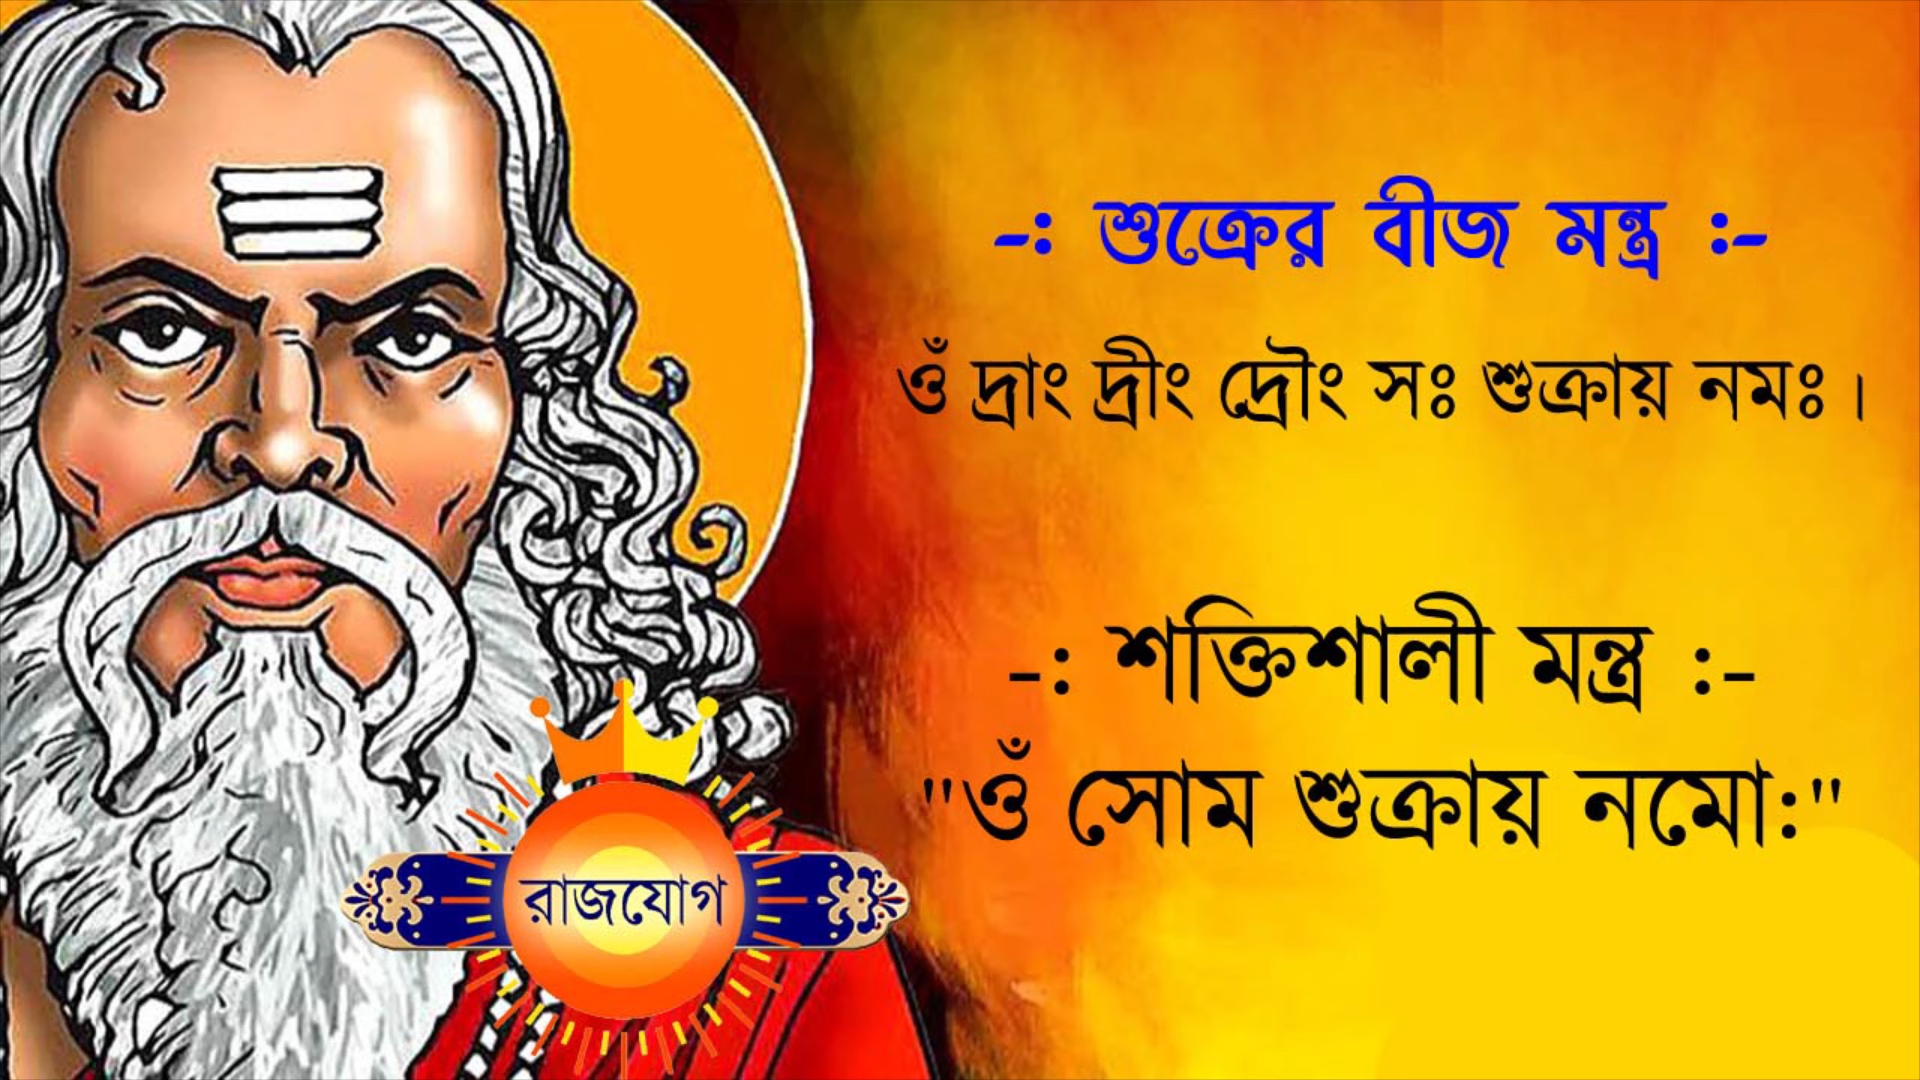 -: শুক্রের বীজ মন্ত্র :-
ওঁ দ্রাং দ্রীং দ্রৌং সঃ শুক্রায় নমঃ।
-: শক্তিশালী মন্ত্র :-
"ওঁ সোম শুক্রায় নমো:"
রাজযোগ